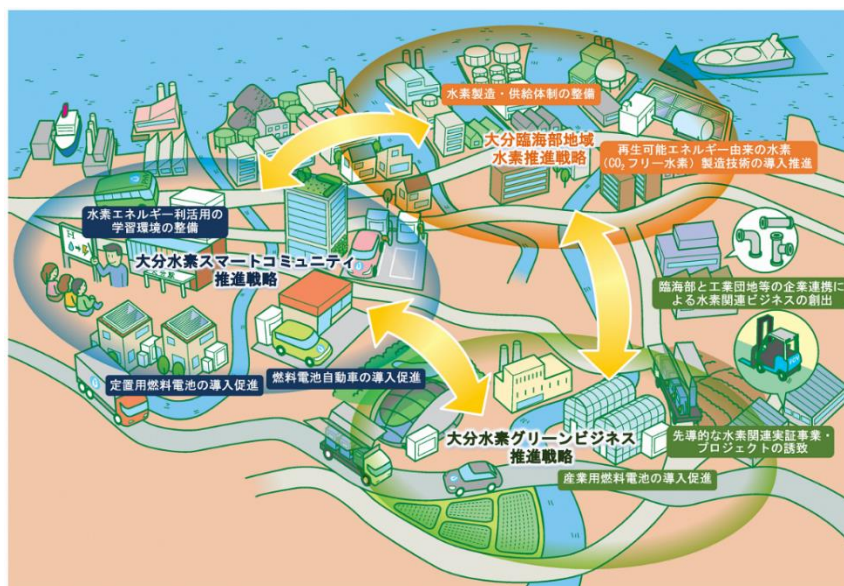 水素製造・供給体制の整備
大分臨海部地域
水素推進戦略
再生可能エネルギー由来の水素
(CO₂フリー水素)製造技術の導入推進
水素エネルギー利活用の
学習環境の整備
大分水素スマートコミュニティ
推進戦略
臨海部と工業団地等の企業連携に
よる水素関連ビジネスの創出
定置用燃料電池の導入促進
燃料電池自動車の導入促進
大分水素グリーンビジネス
推進戦略
先導的な水素関連実証事業・
プロジェクトの誘致
産業用燃料電池の導入促進